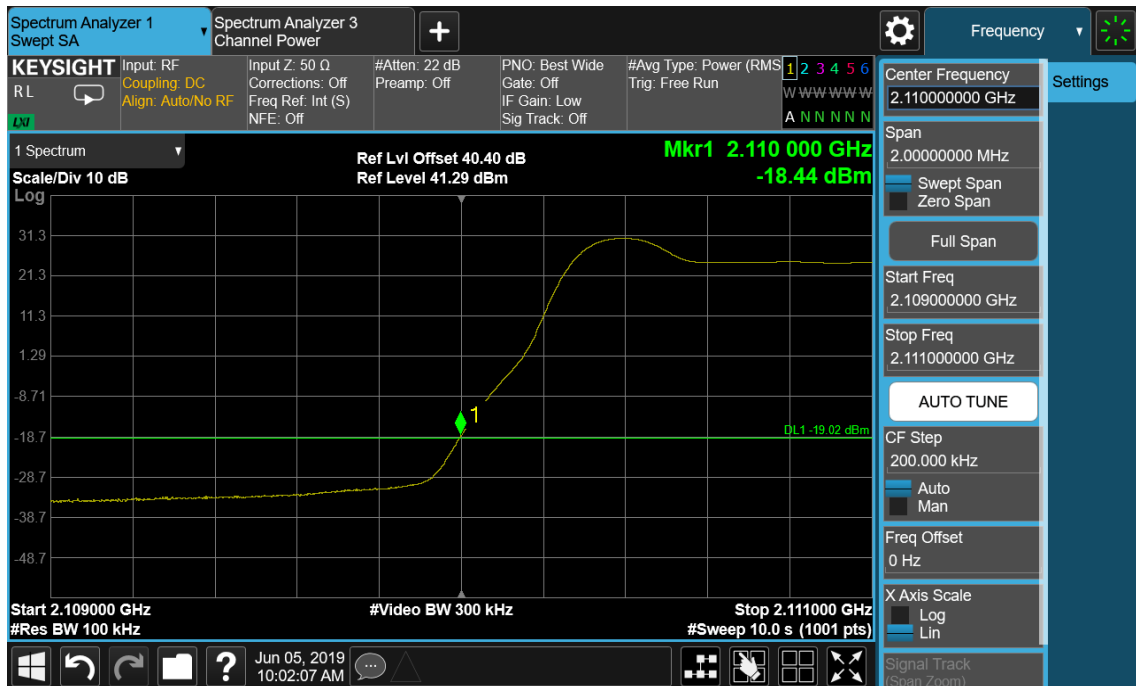 Spectrum Analyzer 1
Swept SA
Spectrum Analyzer 3
Channel Power
Frequency
KEYSIGHT
R L
LXI
Input: RF
Coupling: DC
Align: Auto/No RF
Input Z: 50 Ω
Corrections: Off
Freq Ref: Int (S)
NFE: Off
#Atten: 22 dB
Preamp: Off
PNO: Best Wide
Gate: Off
IF Gain: Low
Sig Track: Off
#Avg Type: Power (RMS
Trig: Free Run
1 2 3 4 5 6
W W W W W W
A N N N N N
1 Spectrum
Scale/Div 10 dB
Ref Lvl Offset 40.40 dB
Ref Level 41.29 dBm
Mkr1 2.110 000 GHz
-18.44 dBm
Log
31.3
21.3
11.3
1.29
-8.71
-18.7
-28.7
-38.7
-48.7
1
DL1 -19.02 dBm
Start 2.109000 GHz
#Res BW 100 kHz
#Video BW 300 kHz
Stop 2.111000 GHz
#Sweep 10.0 s (1001 pts)
Center Frequency
2.110000000 GHz
Span
2.00000000 MHz
Swept Span
Zero Span
Full Span
Start Freq
2.109000000 GHz
Stop Freq
2.111000000 GHz
AUTO TUNE
CF Step
200.000 kHz
Auto
Man
Freq Offset
0 Hz
X Axis Scale
Log
Lin
Signal Track
(Span Zoom)
Settings
?
Jun 05, 2019
10:02:07 AM